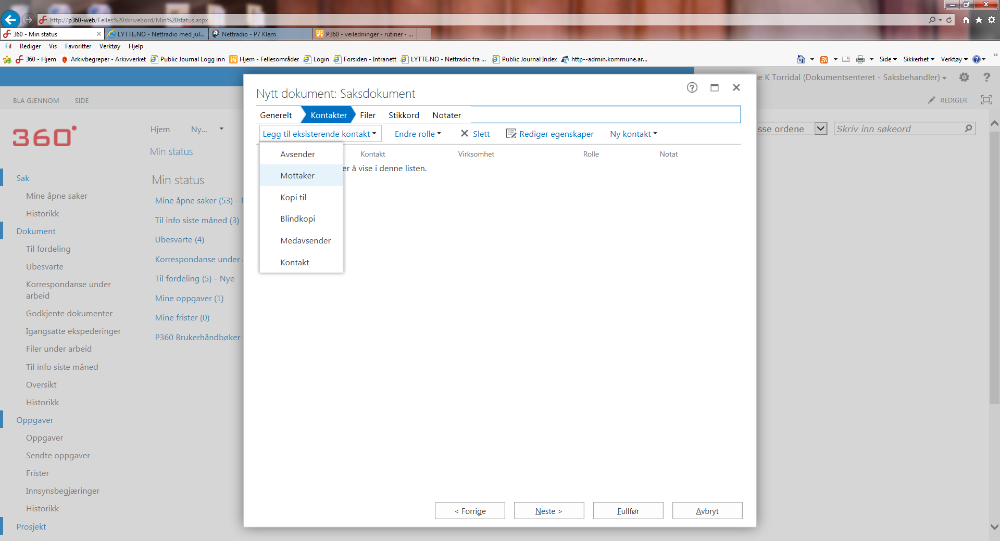 http://p360-web/Felles%20skrivebord/Min%20status.aspx
360 - Min status
LYTTE.NO - Nettradio med jul...
Nettradio - P7 Klem
P360 - veiledninger - rutiner - ...
Fil Rediger Vis Favoritter Verktøy Hjelp
360 - Hjem Arkivbegreper - Arkivverket Public Journal Logg inn Hjem - Fellesområder Login Forsiden - Intranett LYTTE.NO - Nettradio fra ... Public Journal Index http--admin.kommune.ar... Side Sikkerhet Verktøy
e K Torridal (Dokumentsenteret - Saksbehandler)
BLA GJENNOM SIDE
REDIGER
360°
Hjem Ny...
Min status
isse ordene
Skriv inn søkeord
Sak
Mine åpne saker
Historikk
Dokument
Til fordeling
Ubesvarte
Korrespondanse under
arbeid
Godkjente dokumenter
Igangsatte ekspederinger
Filer under arbeid
Til info siste måned
Oversikt
Historikk
Oppgaver
Oppgaver
Sendte oppgaver
Frister
Innsynsbegjæringer
Historikk
Prosjekt
Min status
Mine åpne saker (53) - N
Til info siste måned (3)
Ubesvarte (4)
Korrespondanse under a
Til fordeling (5) - Nye
Mine oppgaver (1)
Mine frister (0)
P360 Brukerhåndbøker
Nytt dokument: Saksdokument
Generelt Kontakter Filer Stikkord Notater
Legg til eksisterende kontakt Endre rolle Slett Rediger egenskaper Ny kontakt
Kontakt Virksomhet Rolle Notat
er å vise i denne listen.
Avsender
Mottaker
Kopi til
Blindkopi
Medavsender
Kontakt
< Forrige Neste > Fullfør Avbryt